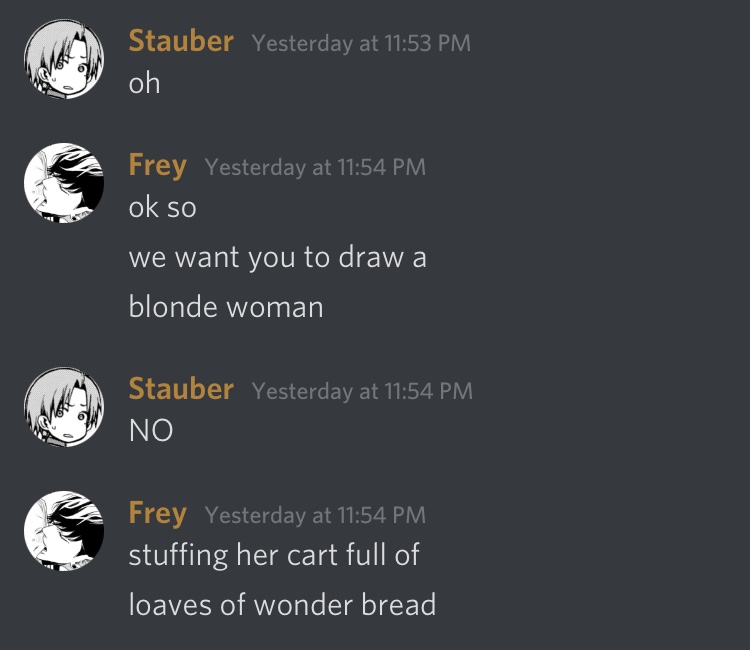 Stauber Yesterday at 11:53 PM
oh
Frey Yesterday at 11:54 PM
ok so
we want you to draw a
blonde woman
Stauber Yesterday at 11:54 PM
NO
Frey Yesterday at 11:54 PM
stuffing her cart full of
loaves of wonder bread